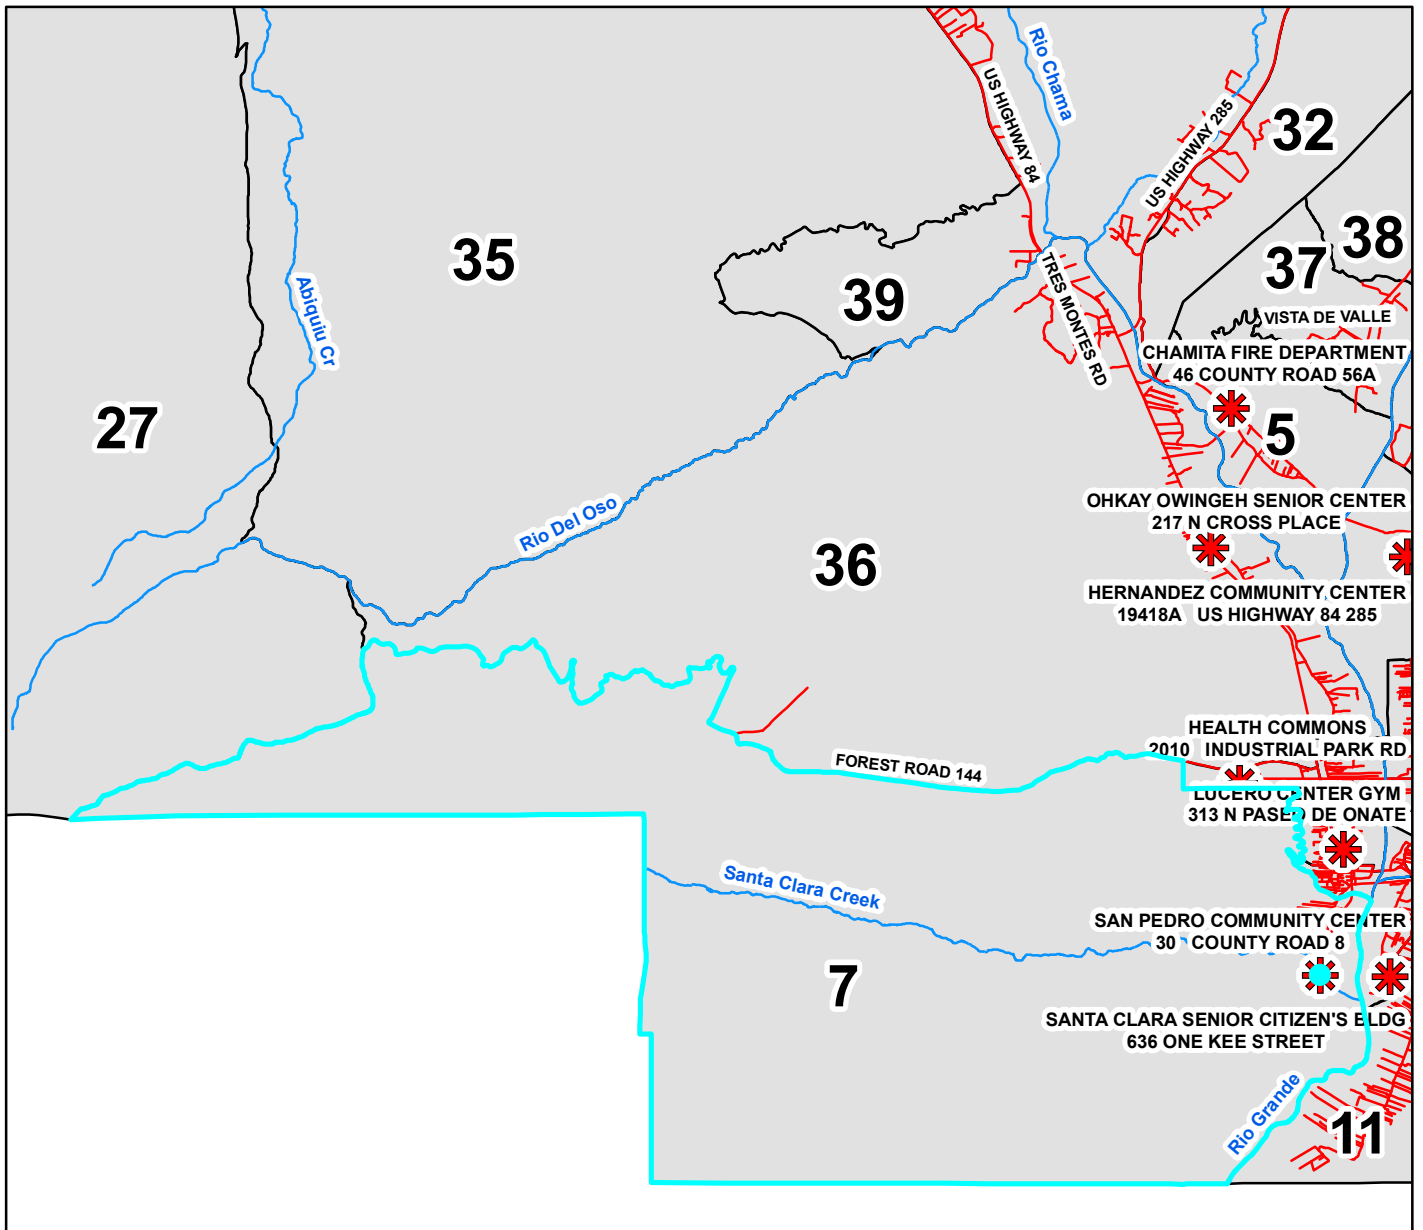 Rio Chama
US HIGHWAY 84
US HIGHWAY 285
32
38
35
37
39
Abiquiu Cr
TRES MONTES RD
VISTA DE VALLE
CHAMITA FIRE DEPARTMENT
46 COUNTY ROAD 56A
27
5
OHKAY OWINGEH SENIOR CENTER
217 N CROSS PLACE
Rio Del Oso
36
HERNANDEZ COMMUNITY CENTER
19418A US HIGHWAY 84 285
HEALTH COMMONS
2010 INDUSTRIAL PARK RD
FOREST ROAD 144
LUCERO CENTER GYM
313 N PASEO DE ONATE
Santa Clara Creek
SAN PEDRO COMMUNITY CENTER
30 COUNTY ROAD 8
7
SANTA CLARA SENIOR CITIZEN'S BLDG
636 ONE KEE STREET
Rio Grande
11